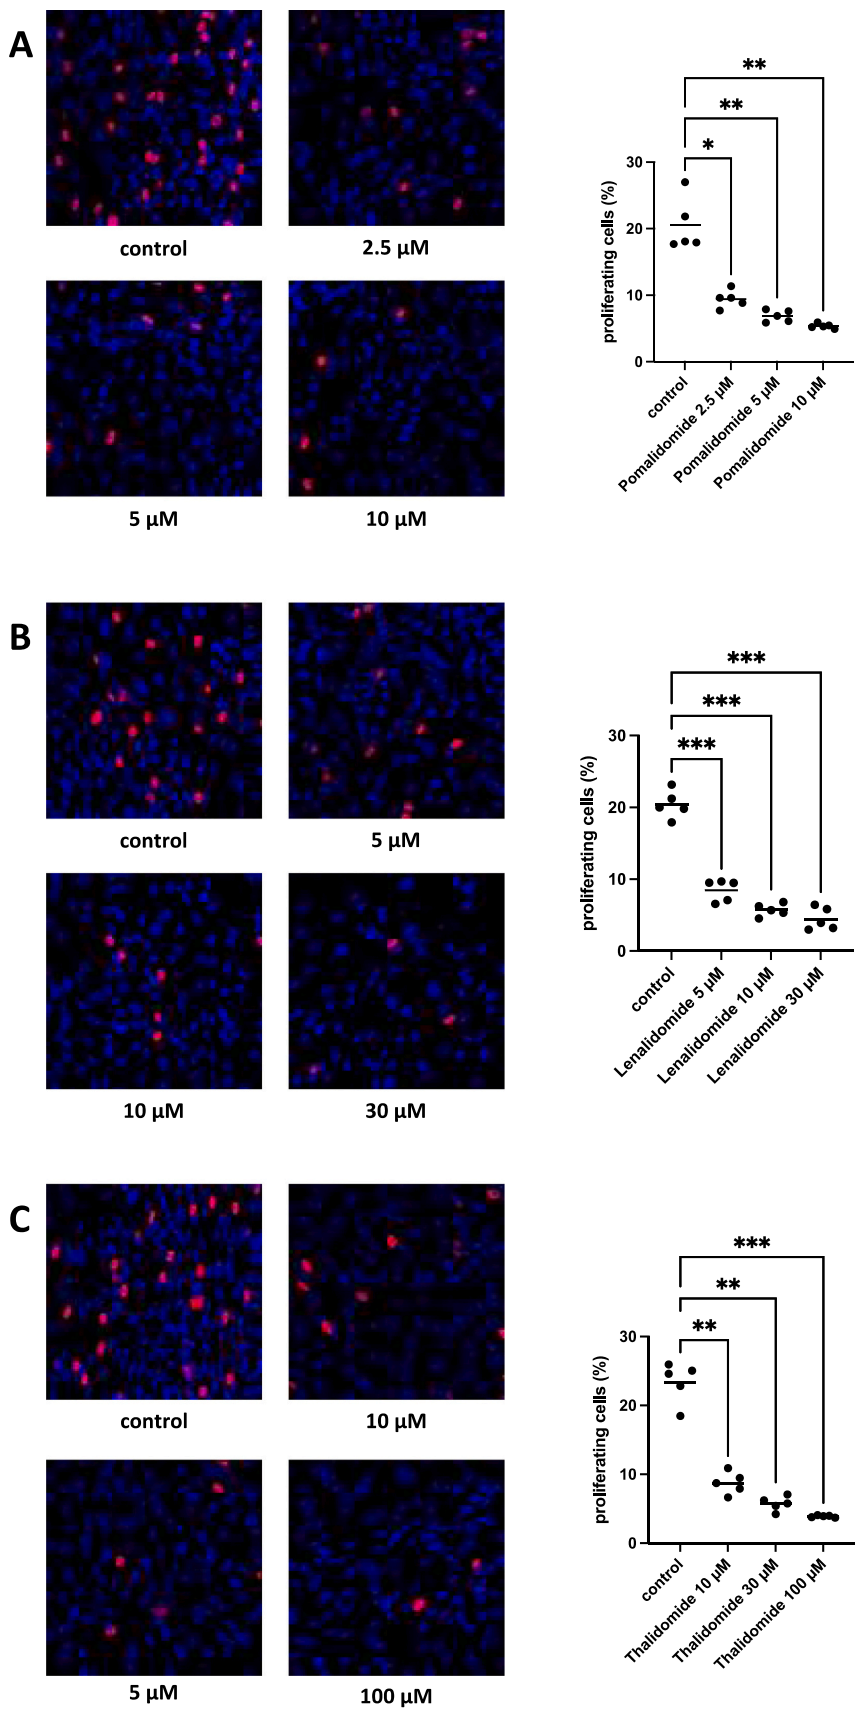 A
control
2.5 µM
5 µM
10 µM
**
**
*
proliferating cells (%)
30
20
10
0
control
Pomalidomide 2.5 µM
Pomalidomide 5 µM
Pomalidomide 10 µM
B
control
5 µM
10 µM
30 µM
***
***
***
proliferating cells (%)
30
20
10
0
control
Lenalidomide 5 µM
Lenalidomide 10 µM
Lenalidomide 30 µM
C
control
10 µM
5 µM
100 µM
***
**
**
proliferating cells (%)
30
20
10
0
control
Thalidomide 10 µM
Thalidomide 30 µM
Thalidomide 100 µM